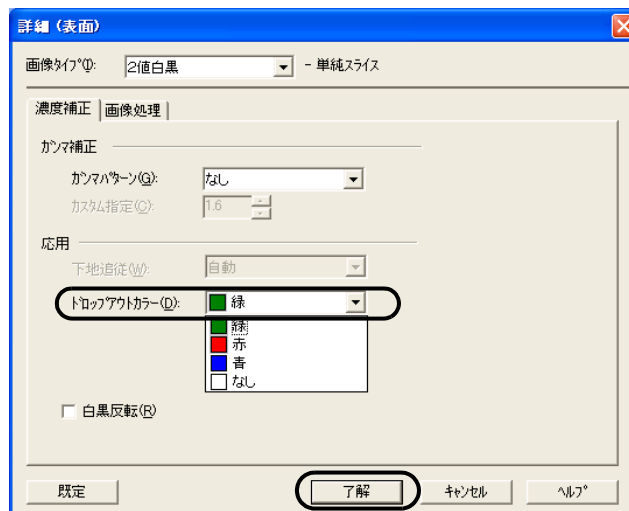 詳細（表面）
画像ﾀｲﾌﾟ(I): 2値白黒 - 単純ｽﾗｲｽ
濃度補正 画像処理
ｶﾞﾝﾏ補正
ｶﾞﾝﾏﾊﾟﾀｰﾝ(G): なし
ｶｽﾀﾑ指定(C): 1.6
応用
下地追従(W): 自動
ﾄﾞﾛｯﾌﾟｱｳﾄｶﾗｰ(D): 緑
緑
赤
青
なし
白黒反転(R)
既定 了解 ｷｬﾝｾﾙ ﾍﾙﾌﾟ